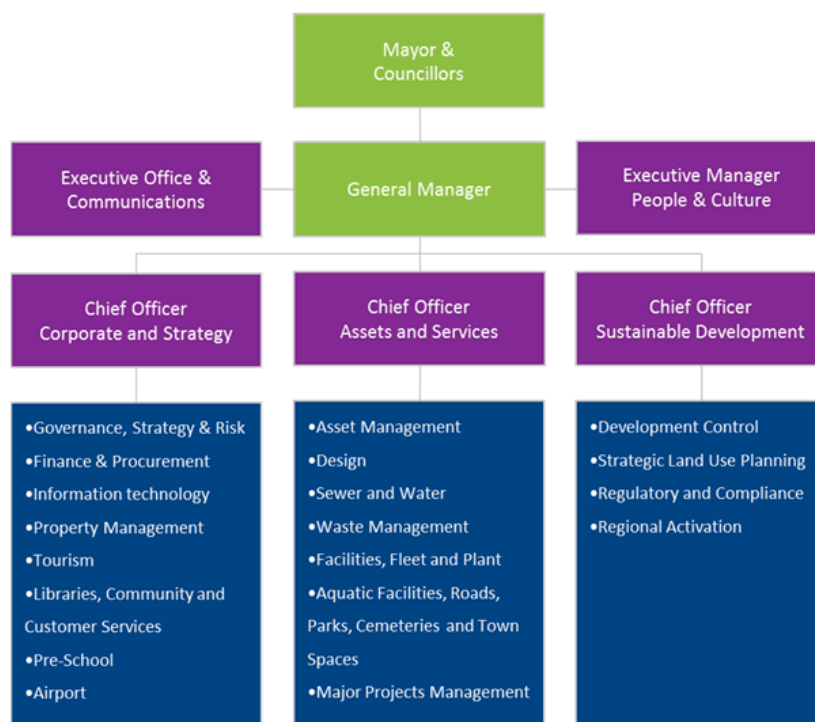 Mayor &
Councillors
Executive Office &
Communications
General Manager
Executive Manager
People & Culture
Chief Officer
Corporate and Strategy
Chief Officer
Assets and Services
Chief Officer
Sustainable Development
•Governance, Strategy & Risk
•Finance & Procurement
•Information technology
•Property Management
•Tourism
•Libraries, Community and
Customer Services
•Pre-School
•Airport
•Asset Management
•Design
•Sewer and Water
•Waste Management
•Facilities, Fleet and Plant
•Aquatic Facilities, Roads,
Parks, Cemeteries and Town
Spaces
•Major Projects Management
•Development Control
•Strategic Land Use Planning
•Regulatory and Compliance
•Regional Activation